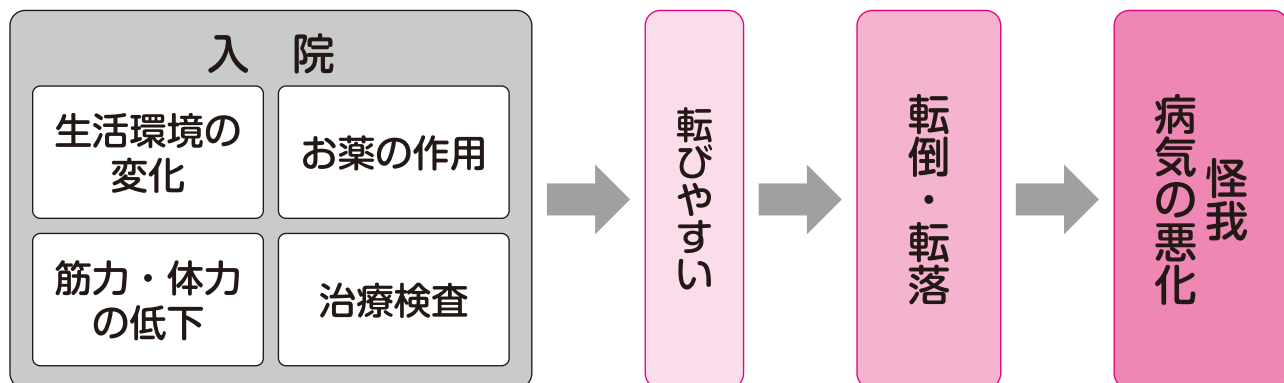 入　院
生活環境の
変化
お薬の作用
筋力・体力
の低下
治療検査
転びやすい
転倒・転落
怪我
病気の悪化